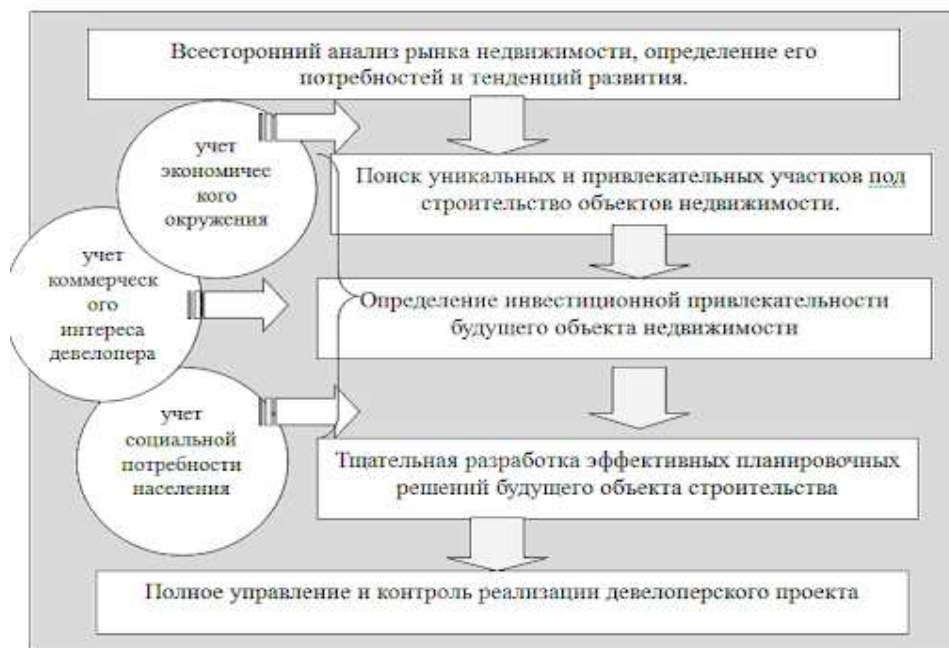 Всесторонний анализ рынка недвижимости, определение его
потребностей и тенденций развития.
учет
экономичес
кого
окружения
Поиск уникальных и привлекательных участков под
строительство объектов недвижимости.
учет
коммерческ
ого
интереса
девелопера
Определение инвестиционной привлекательности
будущего объекта недвижимости
учет
социальной
потребности
населения
Тщательная разработка эффективных планировочных
решений будущего объекта строительства
Полное управление и контроль реализации девелоперского проекта